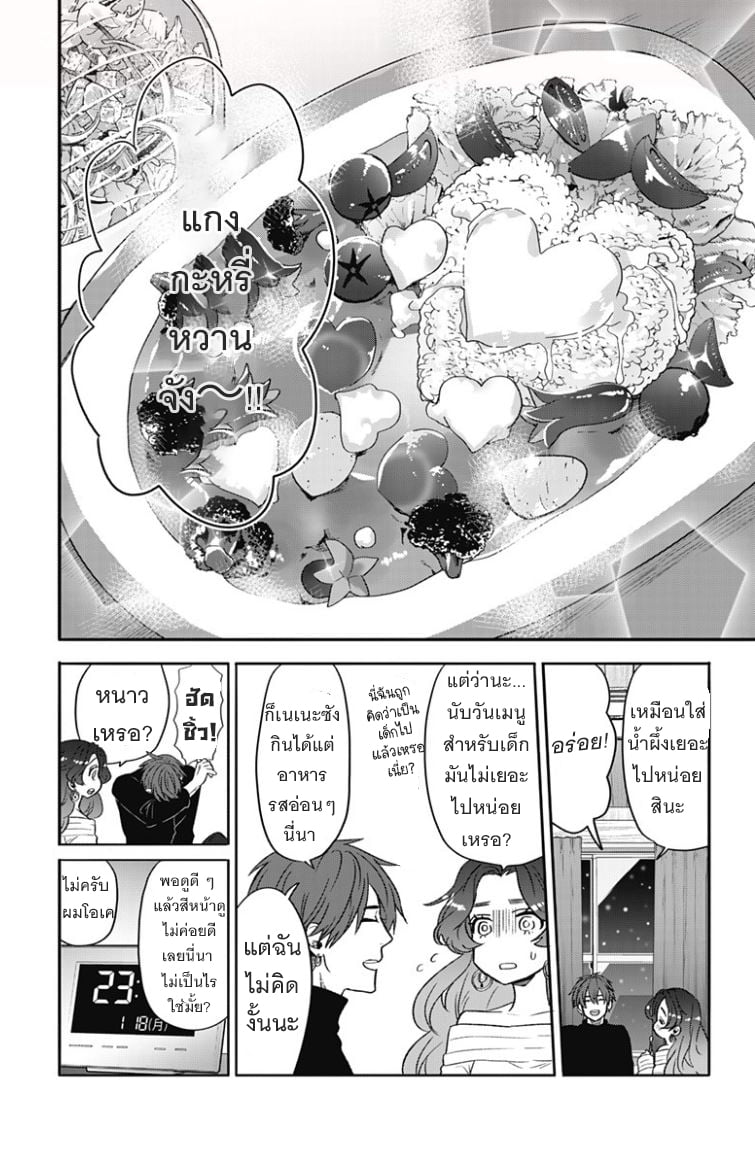 แกง
กะหรี่
หวาน
จัง~!!
เหมือนใส่
น้ำผึ้งเยอะ
ไปหน่อย
สินะ
อร่อย!
แต่ว่านะ...
นับวันเมนู
สำหรับเด็ก
มันไม่เยอะ
ไปหน่อย
เหรอ?
นี่ฉันถูก
คิดว่าเป็น
เด็กไป
แล้วเหรอ
เนี่ย?
ก็เนเนะซัง
กินได้แต่
อาหาร
รสอ่อนๆ
นี่นา
แต่ฉัน
ไม่คิด
งั้นนะ
ฮัด
ชิ้ว!
หนาว
เหรอ?
พอดูดี ๆ
แล้วสีหน้าดู
ไม่ค่อยดี
เลยนี่นา
ไม่เป็นไร
ใช่มั้ย?
ไม่ครับ
ผมโอเค
23:
1 18(月)